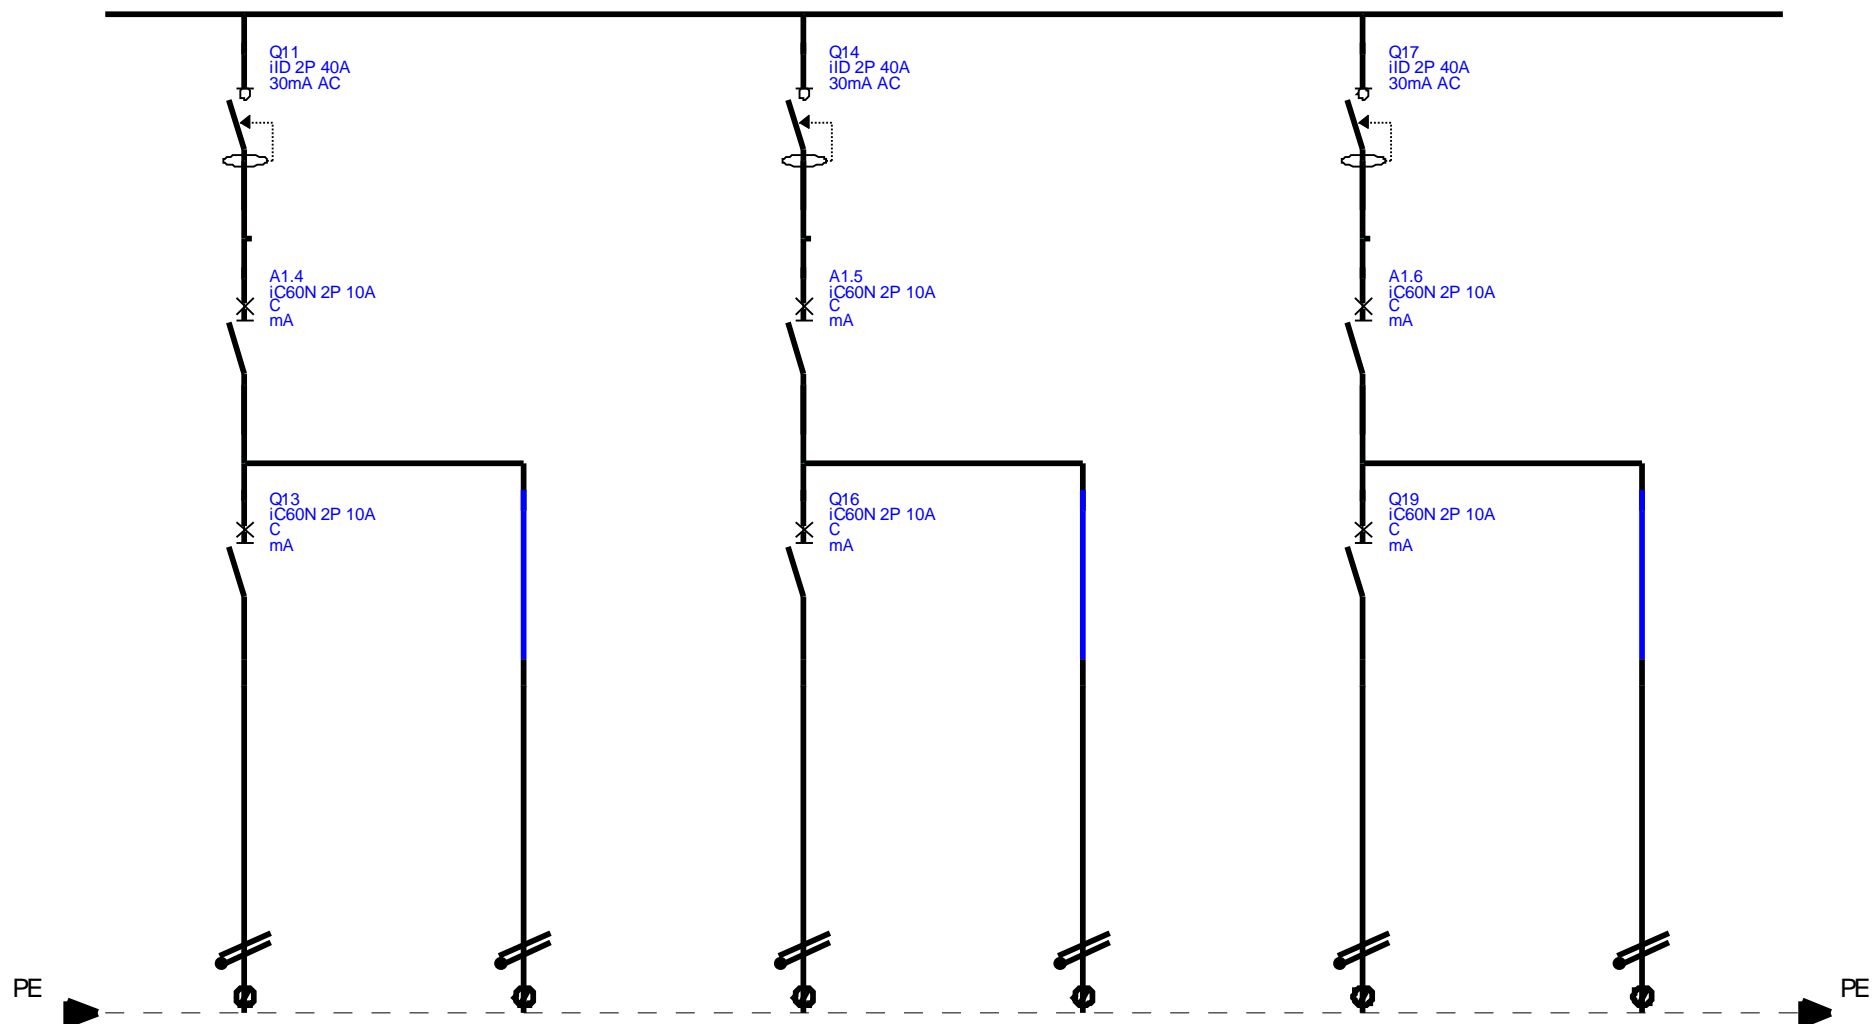 Q11
iID 2P 40A
30mA AC
Q14
iID 2P 40A
30mA AC
Q17
iID 2P 40A
30mA AC
A1.4
iC60N 2P 10A
C
mA
A1.5
iC60N 2P 10A
C
mA
A1.6
iC60N 2P 10A
C
mA
Q13
iC60N 2P 10A
C
mA
Q16
iC60N 2P 10A
C
mA
Q19
iC60N 2P 10A
C
mA
PE
PE